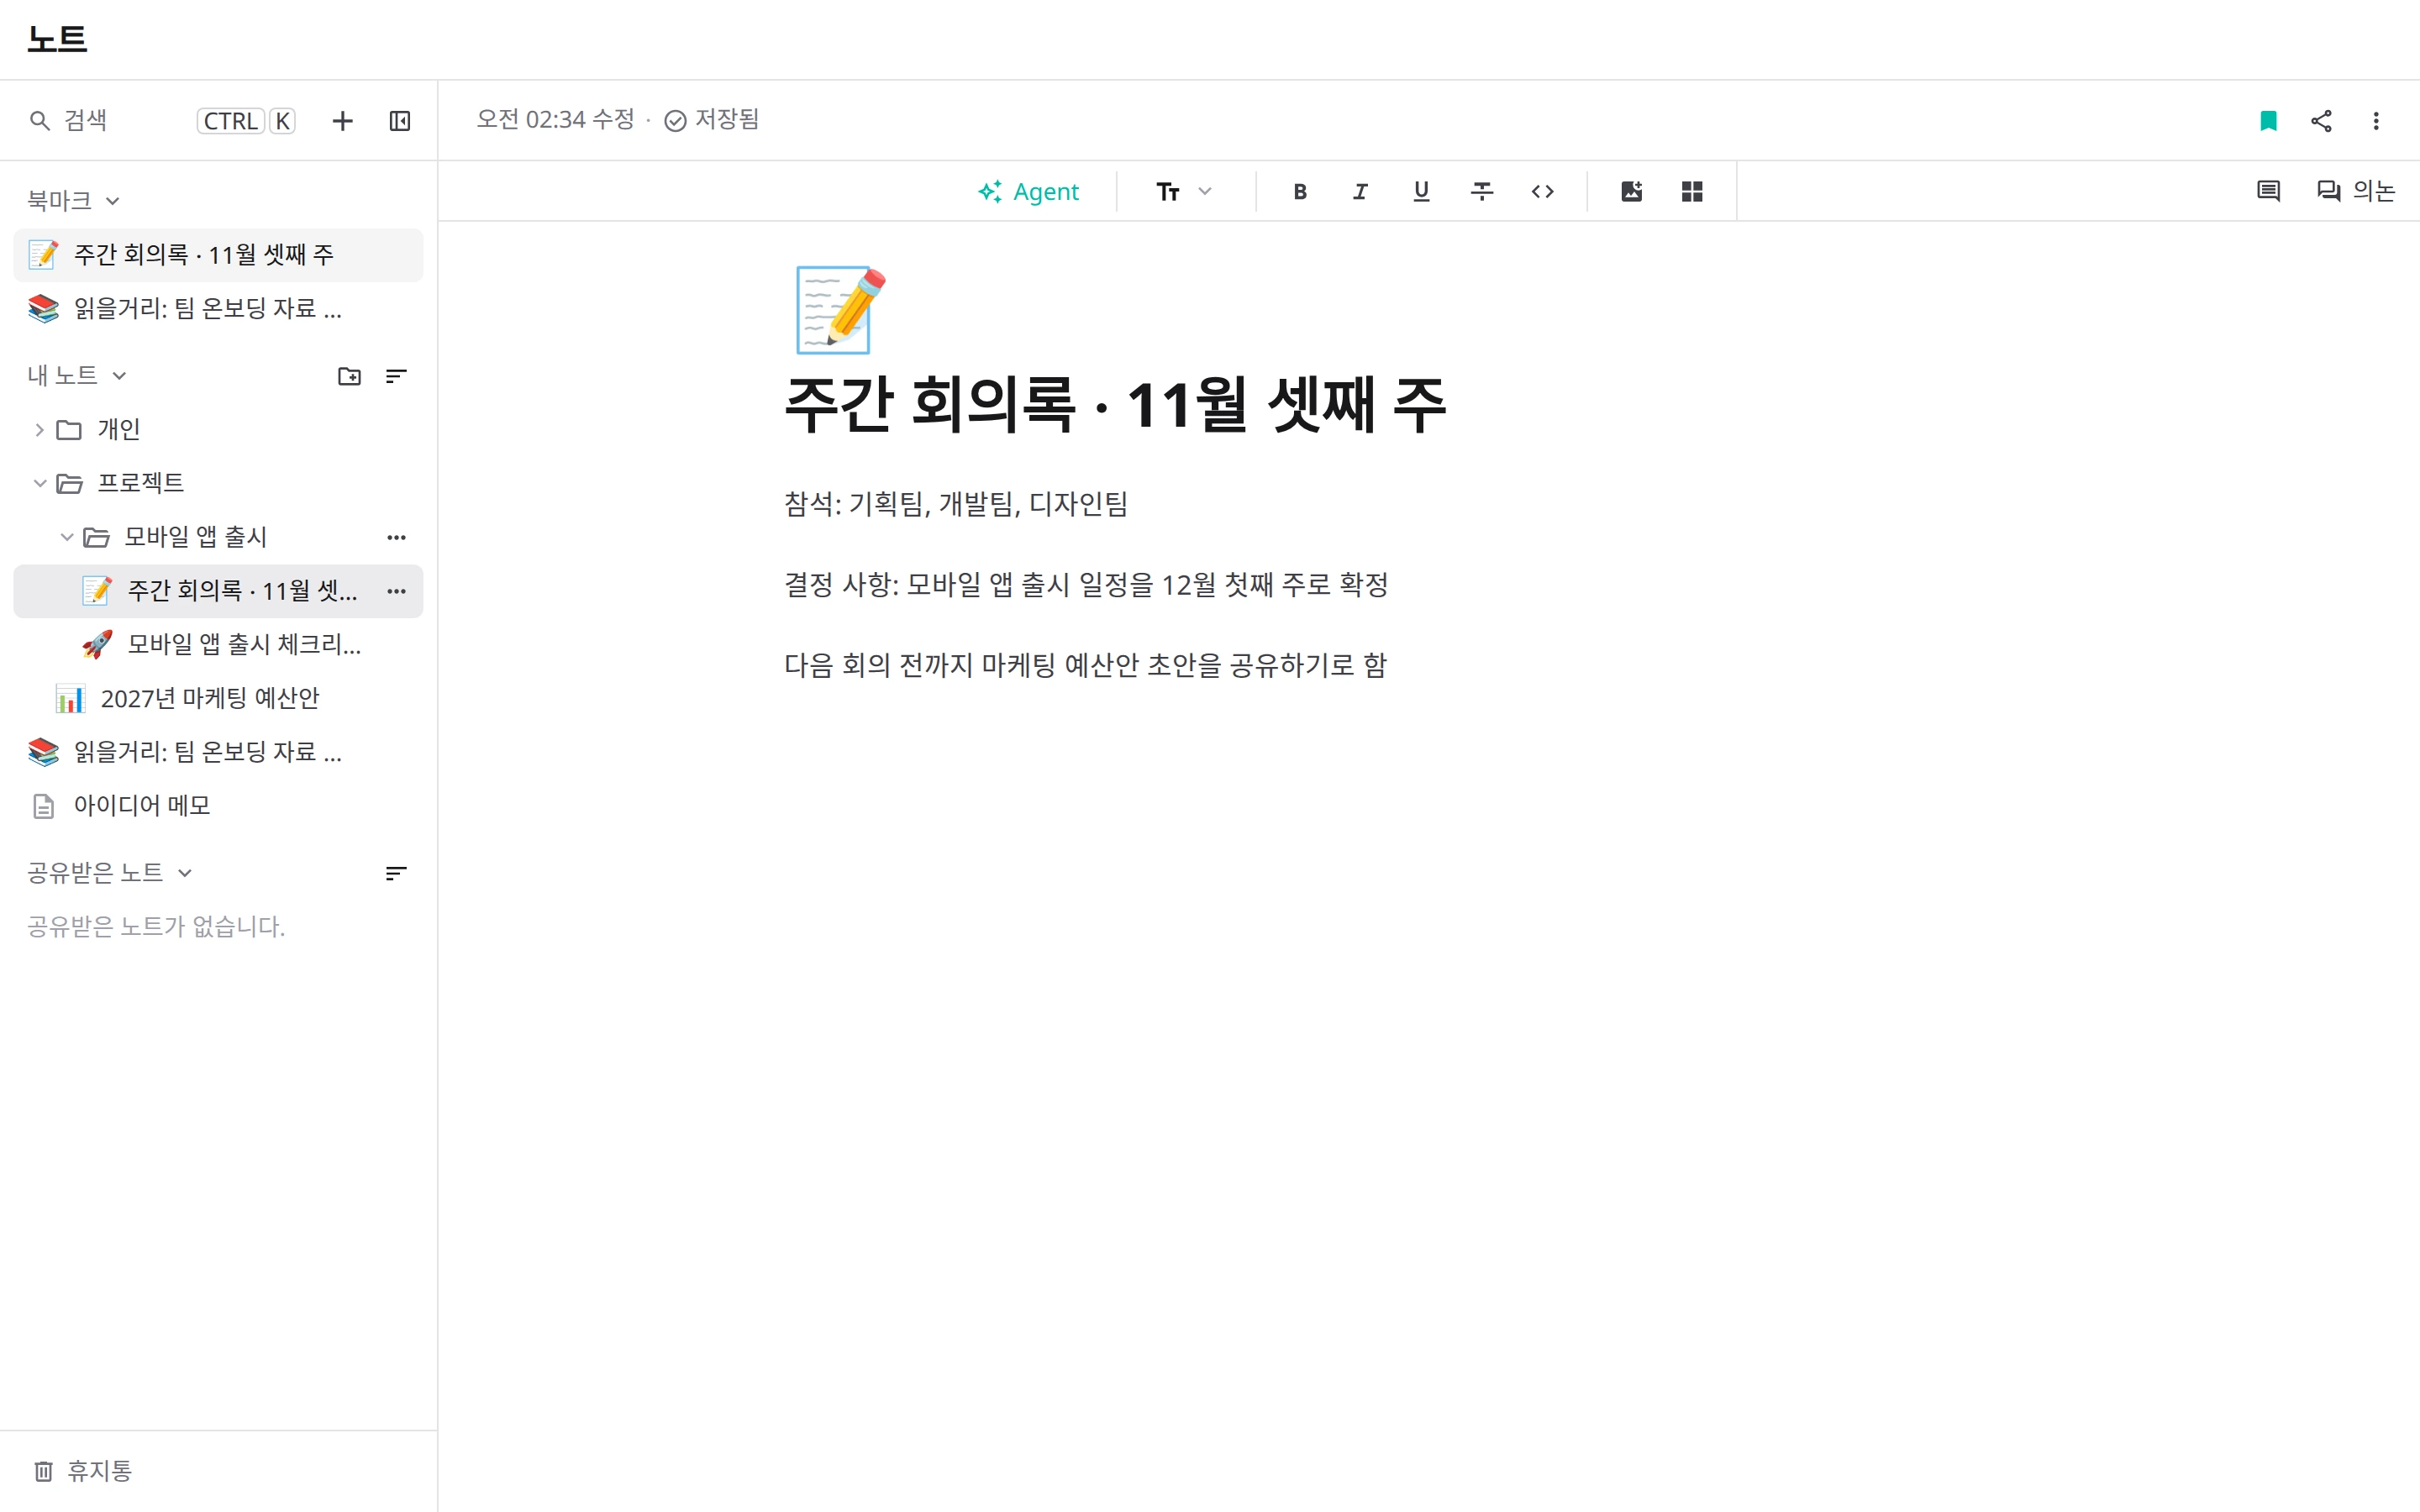 노트
검색 CTRL K
오전 02:34 수정 · 저장됨
Agent
의논
북마크
주간 회의록 · 11월 셋째 주
읽을거리: 팀 온보딩 자료 ...
내 노트
개인
프로젝트
모바일 앱 출시
주간 회의록 · 11월 셋...
모바일 앱 출시 체크리...
2027년 마케팅 예산안
읽을거리: 팀 온보딩 자료 ...
아이디어 메모
공유받은 노트
공유받은 노트가 없습니다.
휴지통
주간 회의록 · 11월 셋째 주
참석: 기획팀, 개발팀, 디자인팀
결정 사항: 모바일 앱 출시 일정을 12월 첫째 주로 확정
다음 회의 전까지 마케팅 예산안 초안을 공유하기로 함